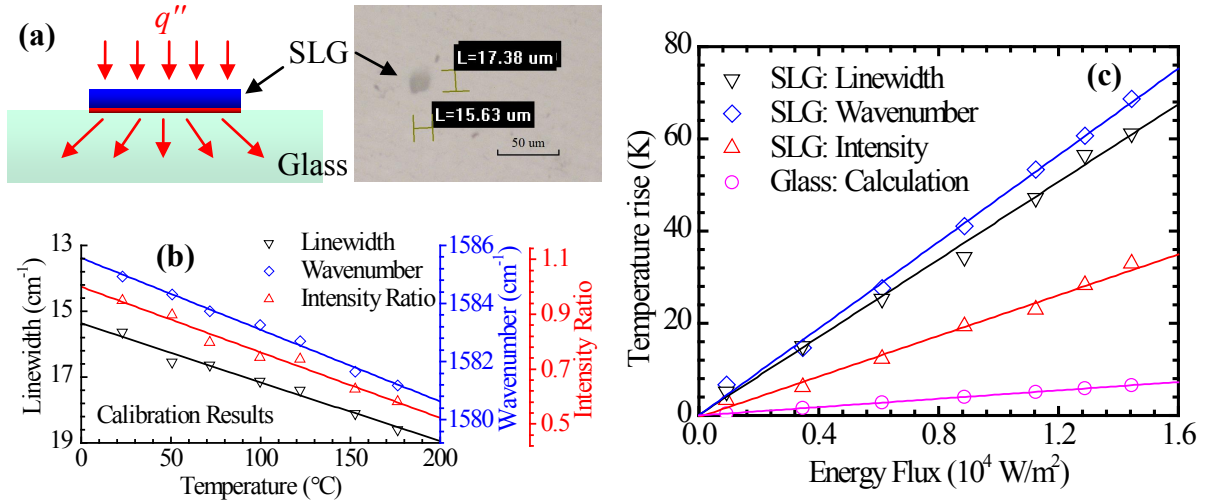 (a)
q″
SLG
Glass
L=17.38 um
L=15.63 um
50 um
(b)
Linewidth
Wavenumber
Intensity Ratio
Calibration Results
13
15
17
19
Linewidth (cm⁻¹)
0
50
100
150
200
Temperature (°C)
1586
1584
1582
1580
Wavenumber (cm⁻¹)
1.1
0.9
0.7
0.5
Intensity Ratio
(c)
SLG: Linewidth
SLG: Wavenumber
SLG: Intensity
Glass: Calculation
80
60
40
20
0
Temperature rise (K)
0.0
0.4
0.8
1.2
1.6
Energy Flux (10⁴ W/m²)